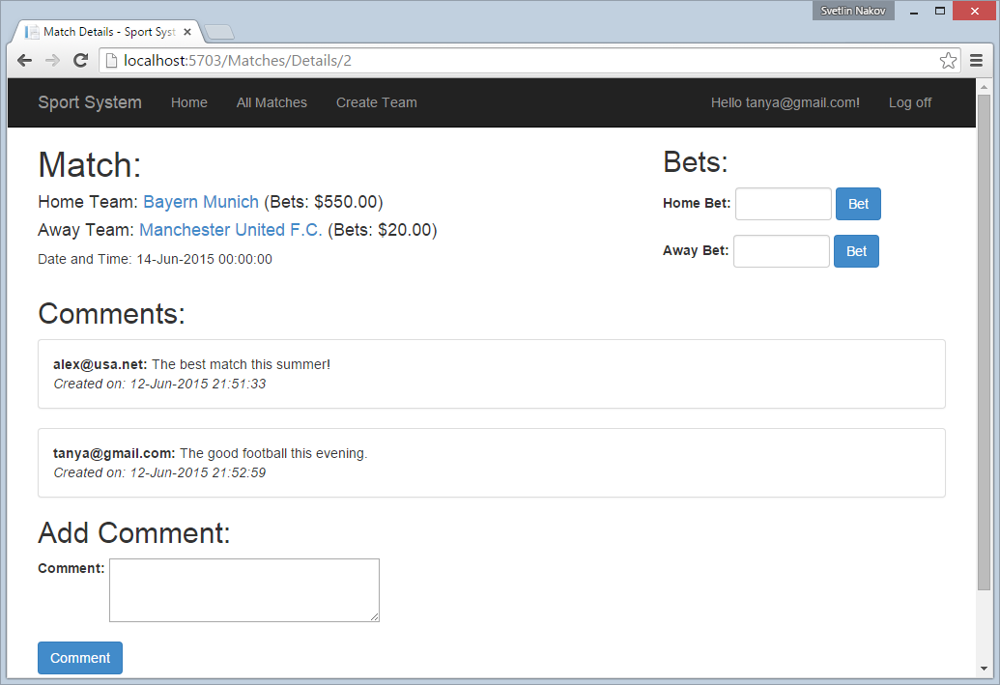 Svetlin Nakov
Match Details - Sport Syst
localhost:5703/Matches/Details/2
Sport System Home All Matches Create Team Hello tanya@gmail.com! Log off
Match:
Home Team: Bayern Munich (Bets: $550.00)
Away Team: Manchester United F.C. (Bets: $20.00)
Date and Time: 14-Jun-2015 00:00:00
Bets:
Home Bet: Bet
Away Bet: Bet
Comments:
alex@usa.net: The best match this summer!
Created on: 12-Jun-2015 21:51:33
tanya@gmail.com: The good football this evening.
Created on: 12-Jun-2015 21:52:59
Add Comment:
Comment:
Comment